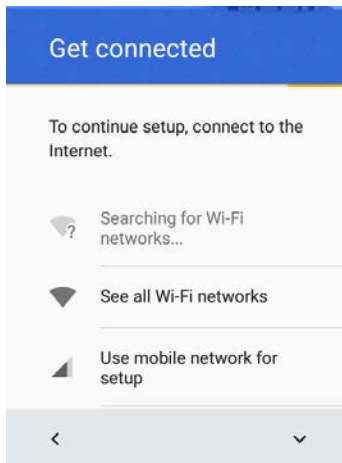 Get connected
To continue setup, connect to the
Internet.
Searching for Wi-Fi
networks...
See all Wi-Fi networks
Use mobile network for
setup